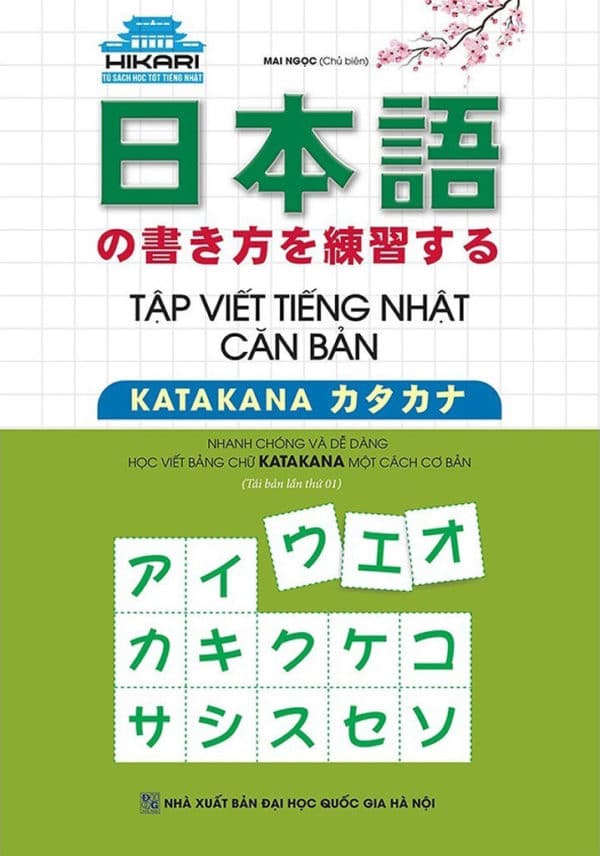 HIKARI
TỦ SÁCH HỌC TỐT TIẾNG NHẬT
MAI NGỌC (Chủ biên)
日本語
の書き方を練習する
TẬP VIẾT TIẾNG NHẬT
CĂN BẢN
KATAKANA カタカナ
NHANH CHÓNG VÀ DỄ DÀNG
HỌC VIẾT BẢNG CHỮ KATAKANA MỘT CÁCH CƠ BẢN
(Tái bản lần thứ 01)
ア イ ウ エ オ
カ キ ク ケ コ
サ シ ス セ ソ
NHÀ XUẤT BẢN ĐẠI HỌC QUỐC GIA HÀ NỘI